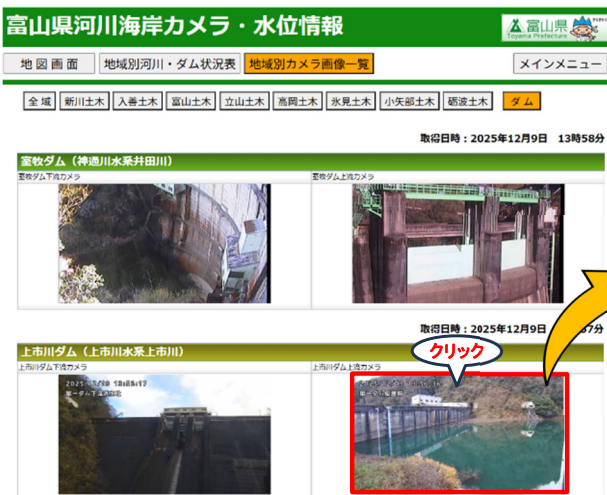 富山県河川海岸カメラ・水位情報
富山県
Toyama Prefecture
地図画面 地域別河川・ダム状況表 地域別カメラ画像一覧 メインメニュー
全域 新川土木 入善土木 富山土木 立山土木 高岡土木 氷見土木 小矢部土木 砺波土木 ダム
取得日時：2025年12月9日 13時58分
室牧ダム（神通川水系井田川）
室牧ダム下流カメラ 室牧ダム上流カメラ
取得日時：2025年12月9日
クリック
上市川ダム（上市川水系上市川）
上市川ダム下流カメラ 上市川ダム上流カメラ